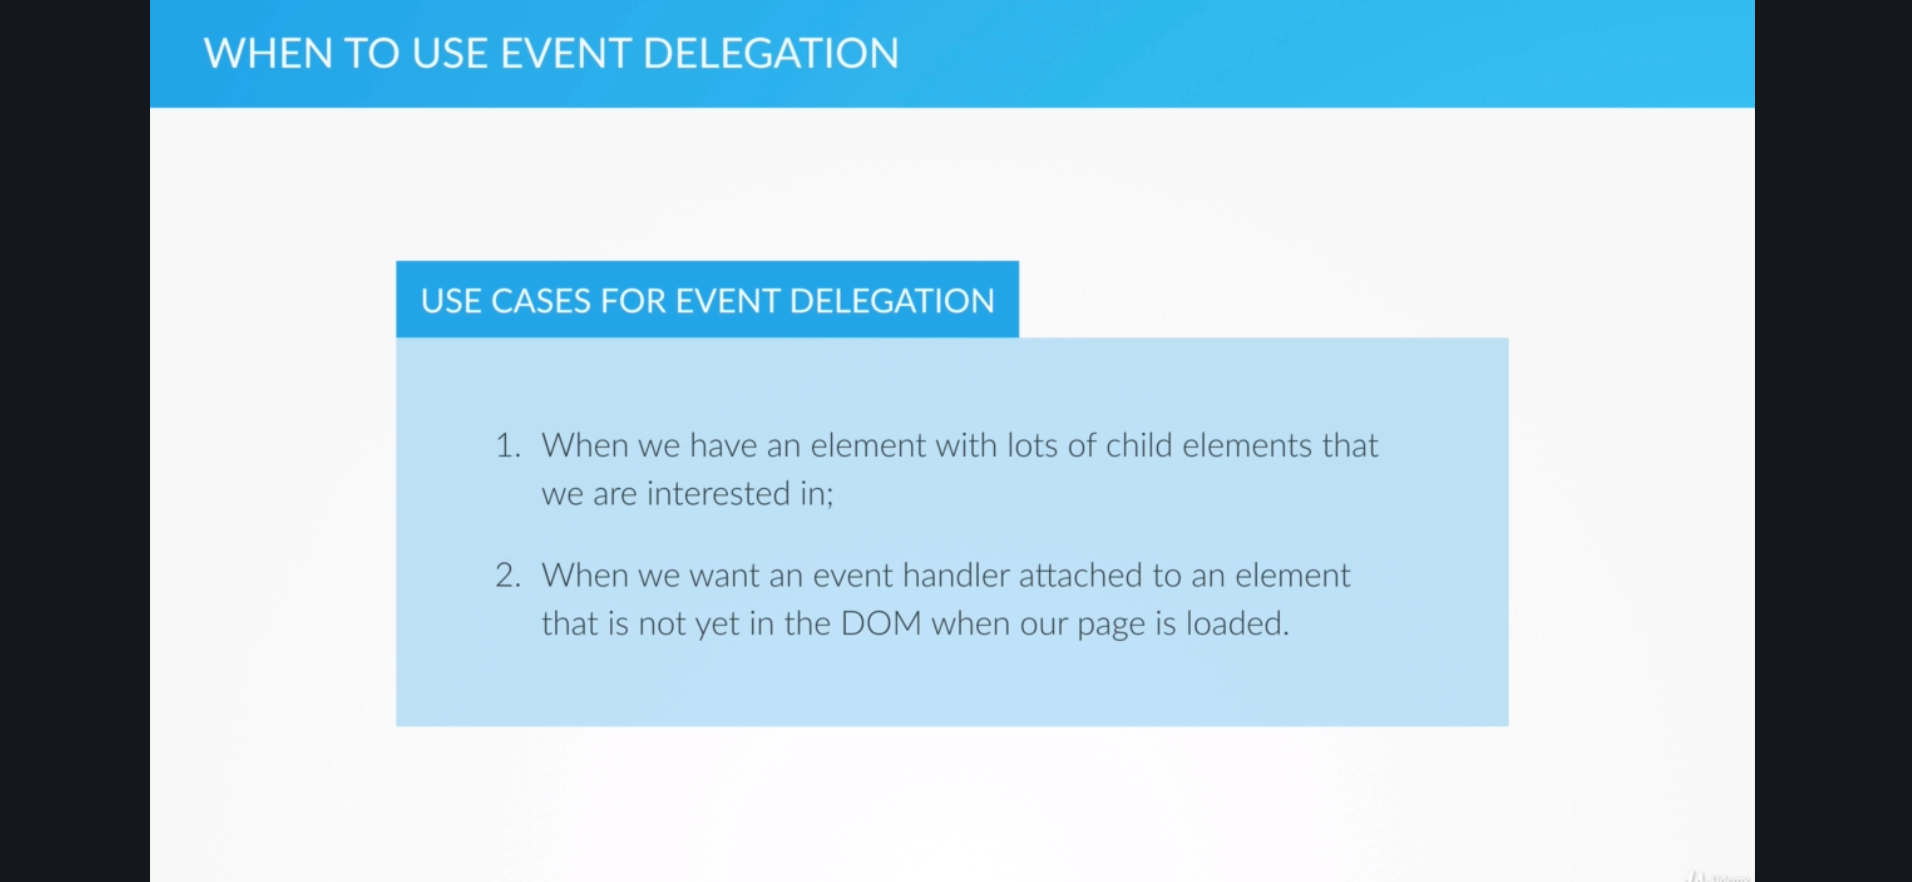 WHEN TO USE EVENT DELEGATION
USE CASES FOR EVENT DELEGATION
1. When we have an element with lots of child elements that
we are interested in;
2. When we want an event handler attached to an element
that is not yet in the DOM when our page is loaded.